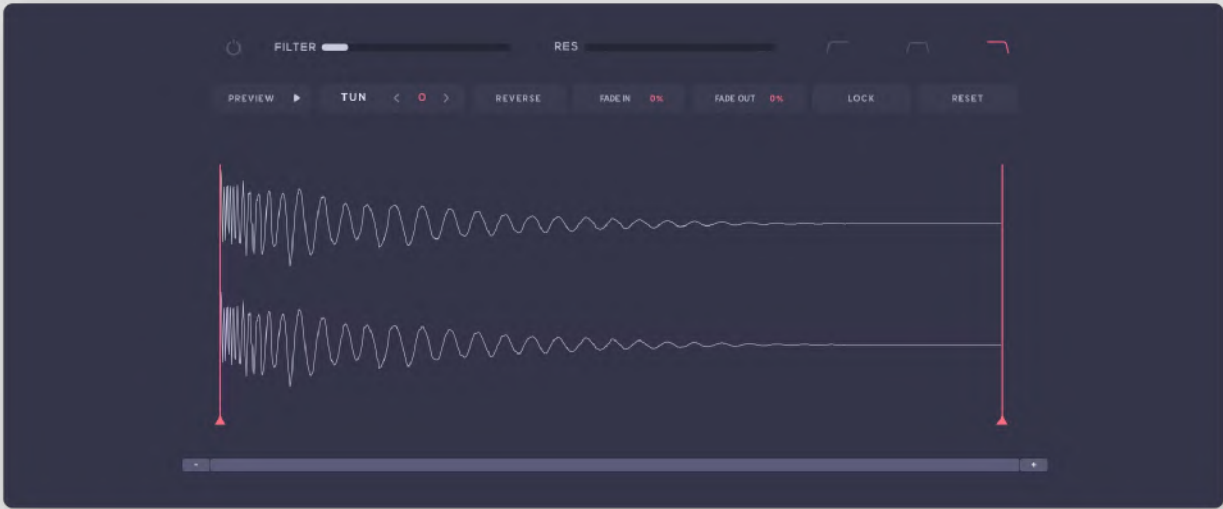 FILTER RES
PREVIEW TUN < 0 > REVERSE FADE IN 0% FADE OUT 0% LOCK RESET
- +